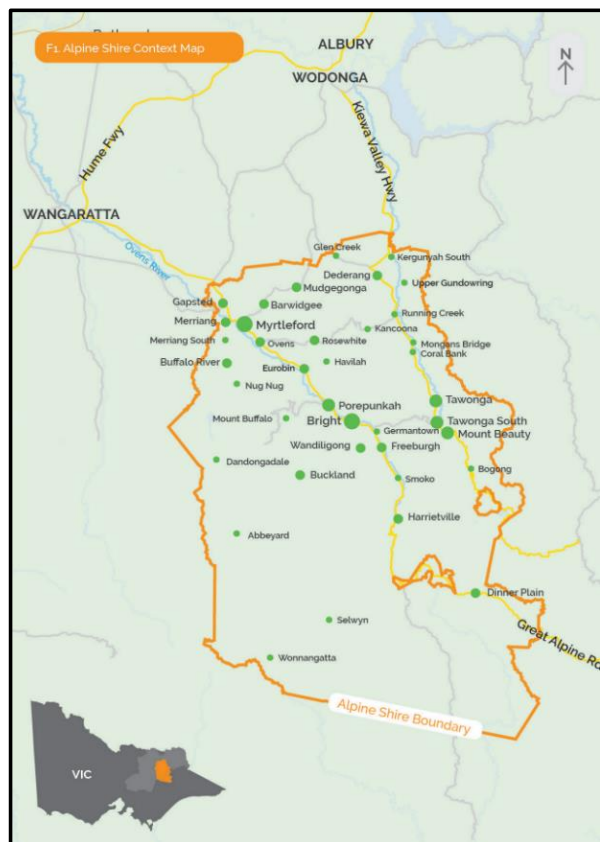 F1. Alpine Shire Context Map
ALBURY
WODONGA
N
Hume Fwy
Kiewa Valley Hwy
WANGARATTA
Ovens River
Glen Creek
Kergunyah South
Dederang
Mudgegonga
Upper Gundowring
Gapsted
Barwidgee
Running Creek
Merriang
Myrtleford
Kancoona
Merriang South
Ovens
Rosewhite
Mongans Bridge
Coral Bank
Buffalo River
Eurobin
Havilah
Nug Nug
Tawonga
Porepunkah
Mount Buffalo
Bright
Tawonga South
Germantown
Mount Beauty
Wandiligong
Freeburgh
Dandongadale
Bogong
Buckland
Smoko
Harrietville
Abbeyard
Dinner Plain
Selwyn
Great Alpine Rd
Wonnangatta
Alpine Shire Boundary
VIC